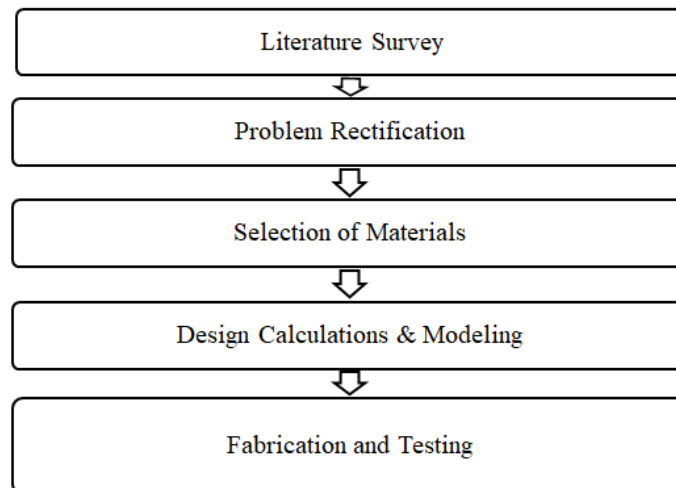 Literature Survey
Problem Rectification
Selection of Materials
Design Calculations & Modeling
Fabrication and Testing